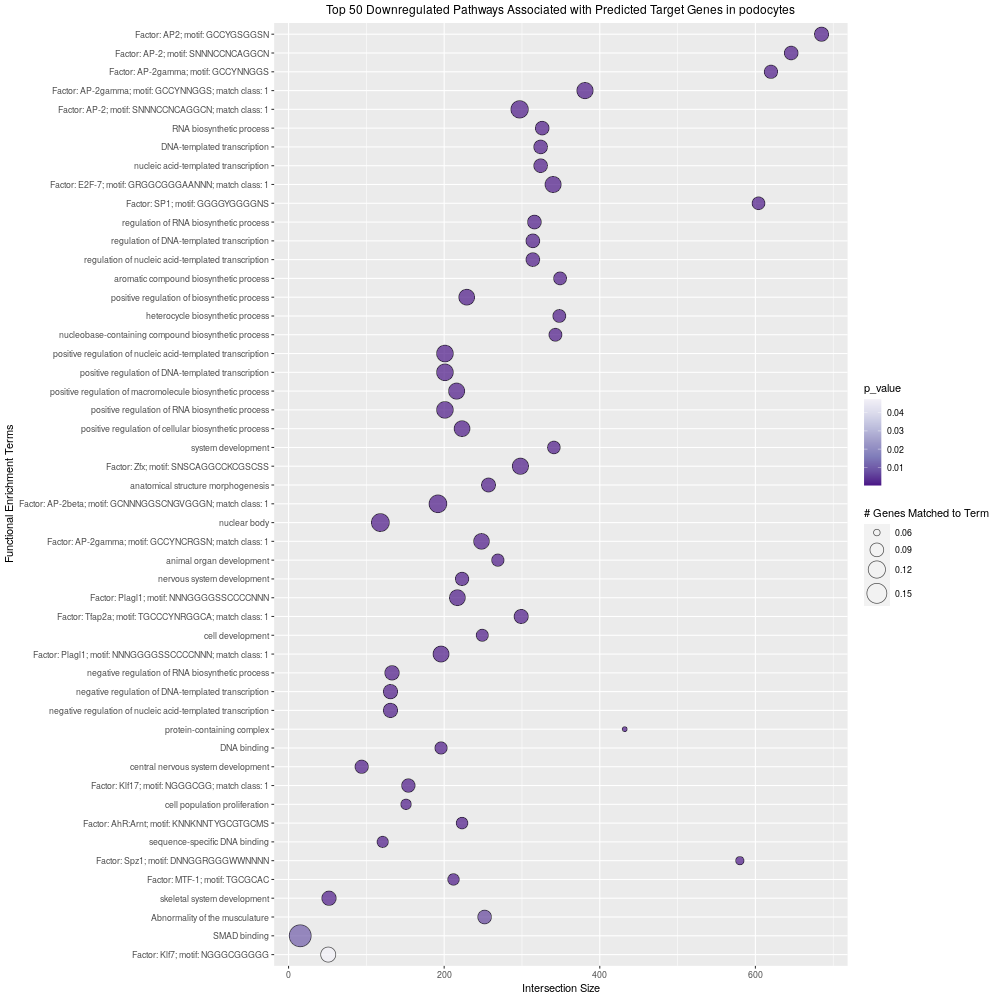 Top 50 Downregulated Pathways Associated with Predicted Target Genes in podocytes
Functional Enrichment Terms
Factor: AP2; motif: GCCYGSGGSN
Factor: AP-2; motif: SNNNCCNCAGGCN
Factor: AP-2gamma; motif: GCCYNNGGS
Factor: AP-2gamma; motif: GCCYNNGGS; match class: 1
Factor: AP-2; motif: SNNNCCNCAGGCN; match class: 1
RNA biosynthetic process
DNA-templated transcription
nucleic acid-templated transcription
Factor: E2F-7; motif: GRGGCGGGAANNN; match class: 1
Factor: SP1; motif: GGGGYGGGGNS
regulation of RNA biosynthetic process
regulation of DNA-templated transcription
regulation of nucleic acid-templated transcription
aromatic compound biosynthetic process
positive regulation of biosynthetic process
heterocycle biosynthetic process
nucleobase-containing compound biosynthetic process
positive regulation of nucleic acid-templated transcription
positive regulation of DNA-templated transcription
positive regulation of macromolecule biosynthetic process
positive regulation of RNA biosynthetic process
positive regulation of cellular biosynthetic process
system development
Factor: Zfx; motif: SNSCAGGCCKCGSCSS
anatomical structure morphogenesis
Factor: AP-2beta; motif: GCNNNGGSCNGVGGGN; match class: 1
nuclear body
Factor: AP-2gamma; motif: GCCYNCRGSN; match class: 1
animal organ development
nervous system development
Factor: Plagl1; motif: NNNGGGGSSCCCCNNN
Factor: Tfap2a; motif: TGCCCYNRGGCA; match class: 1
cell development
Factor: Plagl1; motif: NNNGGGGSSCCCCNNN; match class: 1
negative regulation of RNA biosynthetic process
negative regulation of DNA-templated transcription
negative regulation of nucleic acid-templated transcription
protein-containing complex
DNA binding
central nervous system development
Factor: Klf17; motif: NGGGCGG; match class: 1
cell population proliferation
Factor: AhR:Arnt; motif: KNNKNNTYGCGTGCMS
sequence-specific DNA binding
Factor: Spz1; motif: DNNGGRGGGWWNNNN
Factor: MTF-1; motif: TGCGCAC
skeletal system development
Abnormality of the musculature
SMAD binding
Factor: Klf7; motif: NGGGCGGGGG
0 200 400 600
Intersection Size
p_value
0.04
0.03
0.02
0.01
# Genes Matched to Term
0.06
0.09
0.12
0.15